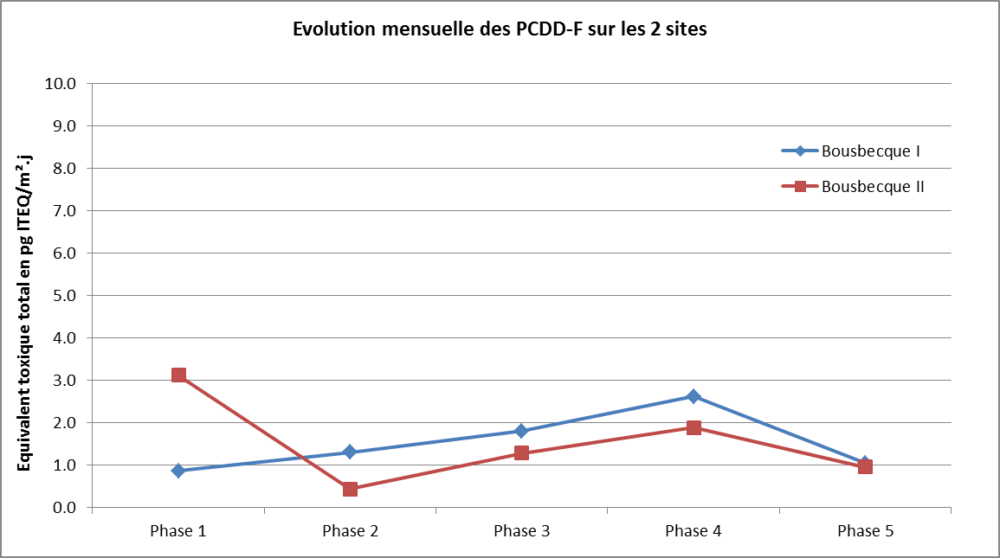 Evolution mensuelle des PCDD-F sur les 2 sites
Equivalent toxique total en pg ITEQ/m².j
10.0
9.0
8.0
7.0
6.0
5.0
4.0
3.0
2.0
1.0
0.0
Bousbecque I
Bousbecque II
Phase 1
Phase 2
Phase 3
Phase 4
Phase 5